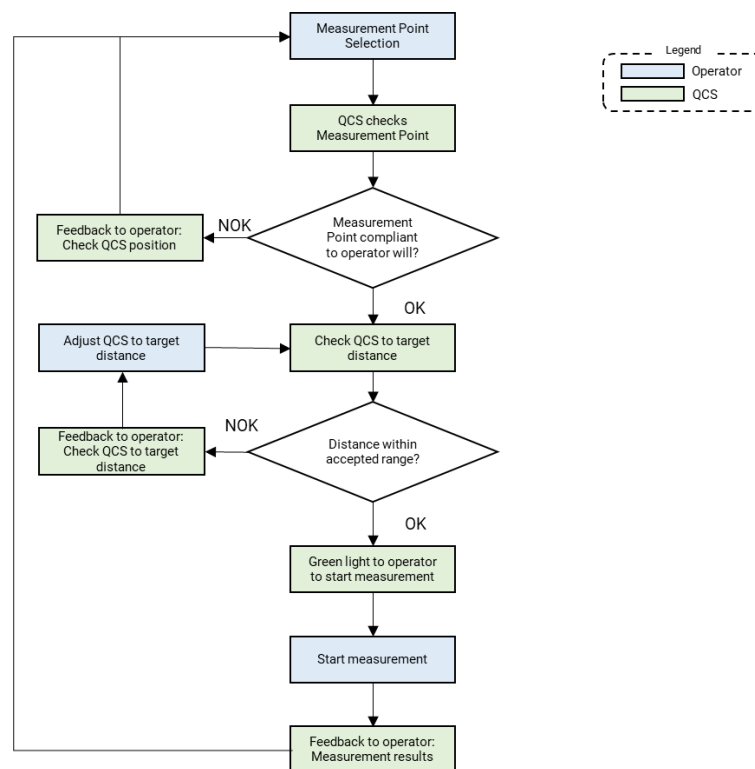 Measurement Point
Selection
Legend
Operator
QCS
QCS checks
Measurement Point
Measurement
Point compliant
to operator will?
NOK
Feedback to operator:
Check QCS position
OK
Adjust QCS to target
distance
Check QCS to target
distance
Feedback to operator:
Check QCS to target
distance
NOK
Distance within
accepted range?
OK
Green light to operator
to start measurement
Start measurement
Feedback to operator:
Measurement results